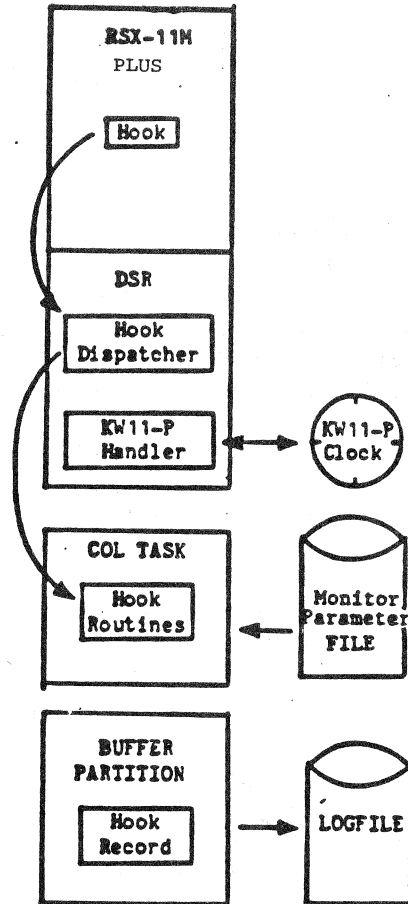 RSX-11M
PLUS
Hook
DSR
Hook
Dispatcher
KW11-P
Handler
KW11-P
Clock
COL TASK
Hook
Routines
Monitor
Parameter
FILE
BUFFER
PARTITION
Hook
Record
LOGFILE